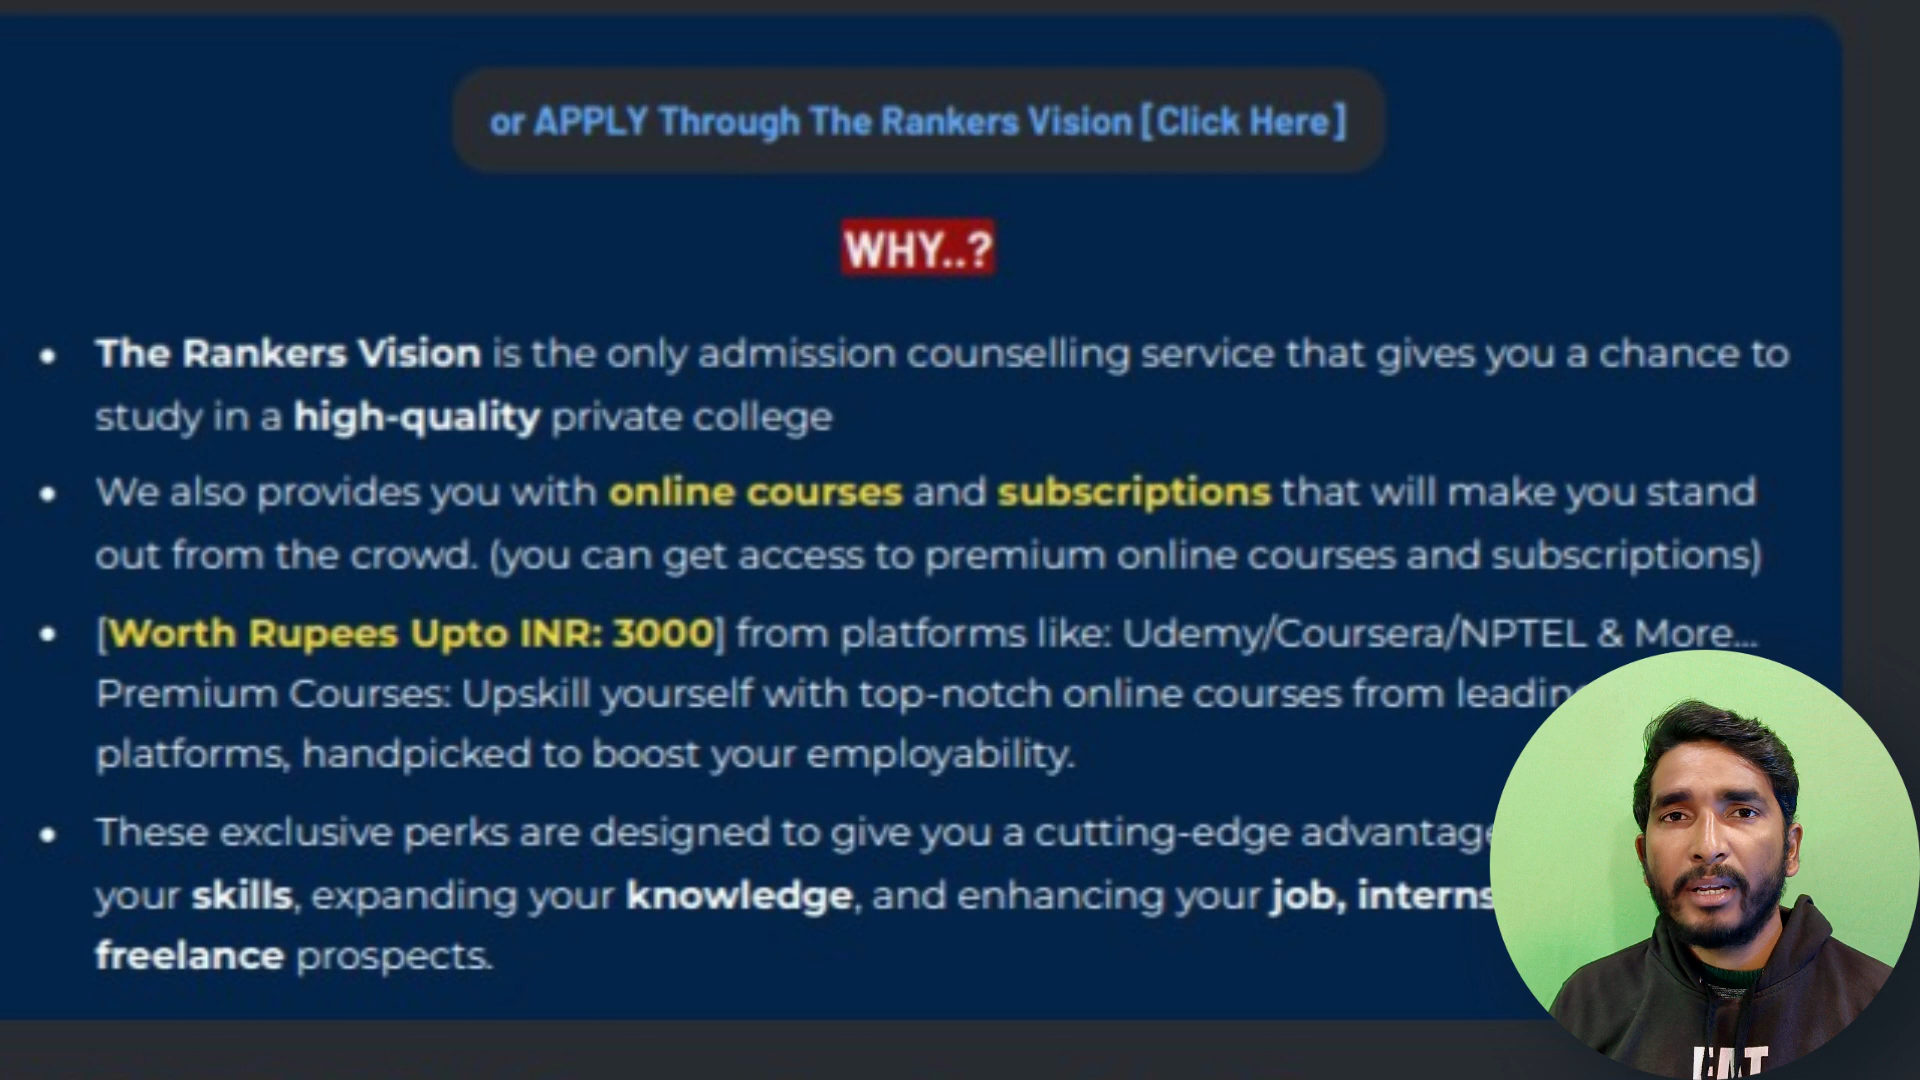 or APPLY Through The Rankers Vision [Click Here]
WHY..?
The Rankers Vision is the only admission counselling service that gives you a chance to
study in a high-quality private college
We also provides you with online courses and subscriptions that will make you stand
out from the crowd. (you can get access to premium online courses and subscriptions)
[Worth Rupees Upto INR: 3000] from platforms like: Udemy/Coursera/NPTEL & More...
Premium Courses: Upskill yourself with top-notch online courses from
platforms, handpicked to boost your employability.
These exclusive perks are designed to give you a cutting-edge advantage
your skills, expanding your knowledge, and enhancing your job,
freelance prospects.